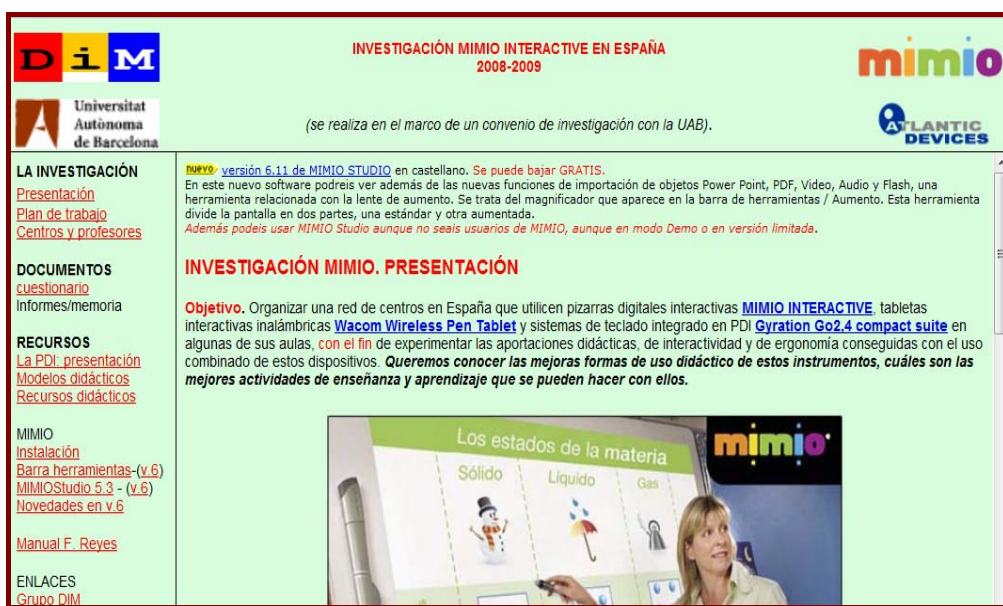 DiM
INVESTIGACIÓN MIMIO INTERACTIVE EN ESPAÑA
2008-2009
mimio
Universitat
Autònoma
de Barcelona
(se realiza en el marco de un convenio de investigación con la UAB).
ATLANTIC
DEVICES
LA INVESTIGACIÓN
Presentación
Plan de trabajo
Centros y profesores
DOCUMENTOS
cuestionario
Informes/memoria
RECURSOS
La PDI: presentación
Modelos didácticos
Recursos didácticos
MIMIO
Instalación
Barra herramientas-(v.6)
MIMIOStudio 5.3 - (v.6)
Novedades en v.6
Manual F. Reyes
ENLACES
Grupo DIM
nuevo versión 6.11 de MIMIO STUDIO en castellano. Se puede bajar GRATIS.
En este nuevo software podreis ver además de las nuevas funciones de importación de objetos Power Point, PDF, Video, Audio y Flash, una
herramienta relacionada con la lente de aumento. Se trata del magnificador que aparece en la barra de herramientas / Aumento. Esta herramienta
divide la pantalla en dos partes, una estándar y otra aumentada.
Además podeis usar MIMIO Studio aunque no seais usuarios de MIMIO, aunque en modo Demo o en versión limitada.
INVESTIGACIÓN MIMIO. PRESENTACIÓN
Objetivo. Organizar una red de centros en España que utilicen pizarras digitales interactivas MIMIO INTERACTIVE, tabletas
interactivas inalámbricas Wacom Wireless Pen Tablet y sistemas de teclado integrado en PDI Gyration Go2,4 compact suite en
algunas de sus aulas, con el fin de experimentar las aportaciones didácticas, de interactividad y de ergonomía conseguidas con el uso
combinado de estos dispositivos. Queremos conocer las mejoras formas de uso didáctico de estos instrumentos, cuáles son las
mejores actividades de enseñanza y aprendizaje que se pueden hacer con ellos.
Los estados de la materia
Sólido Líquido Gas
mimio